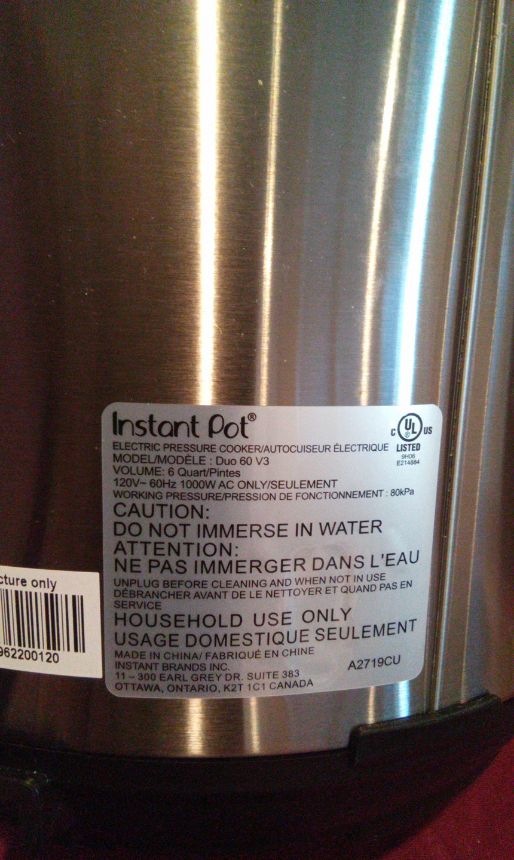 Instant Pot®
ELECTRIC PRESSURE COOKER/AUTOCUISEUR ÉLECTRIQUE
MODEL/MODÈLE : Duo 60 V3
VOLUME: 6 Quart/Pintes
120V~ 60Hz 1000W AC ONLY/SEULEMENT
WORKING PRESSURE/PRESSION DE FONCTIONNEMENT : 80kPa
C UL US
LISTED
9H06
E214884
CAUTION:
DO NOT IMMERSE IN WATER
ATTENTION:
NE PAS IMMERGER DANS L'EAU
UNPLUG BEFORE CLEANING AND WHEN NOT IN USE
DÉBRANCHER AVANT DE LE NETTOYER ET QUAND PAS EN
SERVICE
HOUSEHOLD USE ONLY
USAGE DOMESTIQUE SEULEMENT
MADE IN CHINA / FABRIQUÉ EN CHINE
INSTANT BRANDS INC.
11 – 300 EARL GREY DR. SUITE 383
OTTAWA, ONTARIO, K2T 1C1 CANADA
A2719CU
cture only
962200120